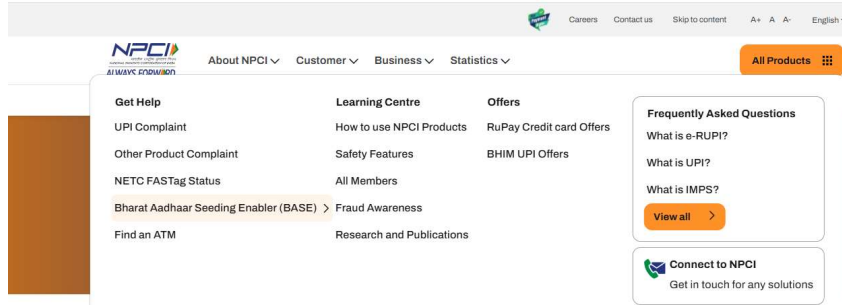 Careers Contact us Skip to content A+ A A- English
NPCI
ALWAYS FORWARD
About NPCI Customer Business Statistics
All Products
Get Help
UPI Complaint
Other Product Complaint
NETC FASTag Status
Bharat Aadhaar Seeding Enabler (BASE)
Find an ATM
Learning Centre
How to use NPCI Products
Safety Features
All Members
Fraud Awareness
Research and Publications
Offers
RuPay Credit card Offers
BHIM UPI Offers
Frequently Asked Questions
What is e-RUPI?
What is UPI?
What is IMPS?
View all
Connect to NPCI
Get in touch for any solutions